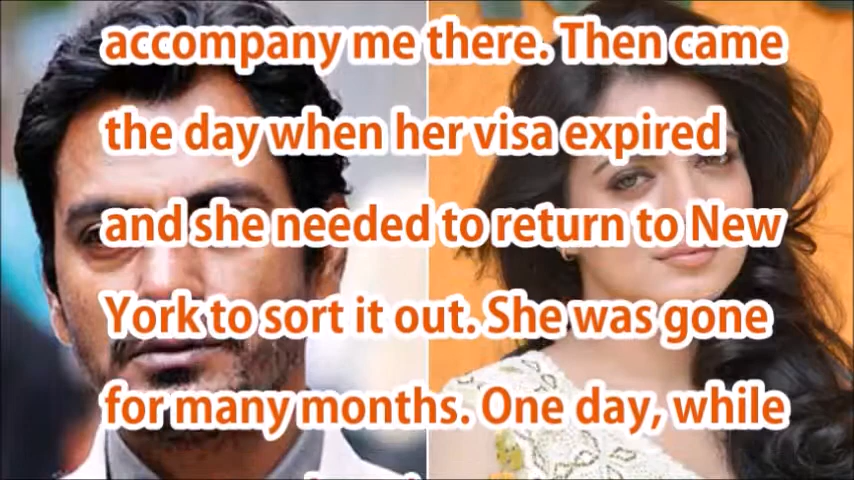 accompany me there. Then came
the day when her visa expired
and she needed to return to New
York to sort it out. She was gone
for many months. One day, while